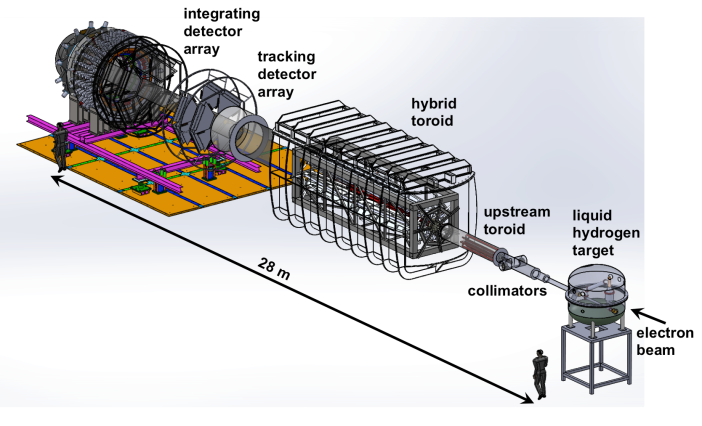 integrating
detector
array
tracking
detector
array
hybrid
toroid
upstream
toroid
liquid
hydrogen
target
28 m
collimators
electron
beam